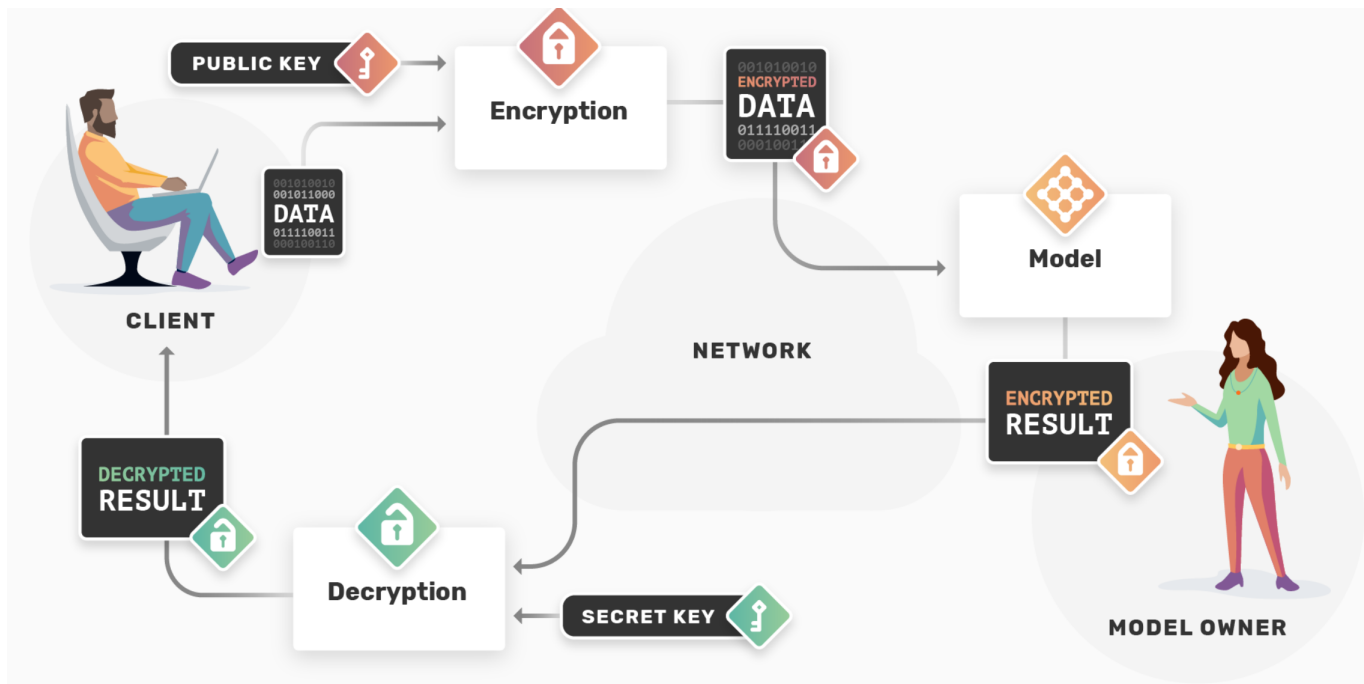 PUBLIC KEY
Encryption
001010010
ENCRYPTED
DATA
011110011
00010011
001010010
001011000
DATA
011110011
000100110
CLIENT
Model
NETWORK
ENCRYPTED
RESULT
DECRYPTED
RESULT
Decryption
SECRET KEY
MODEL OWNER